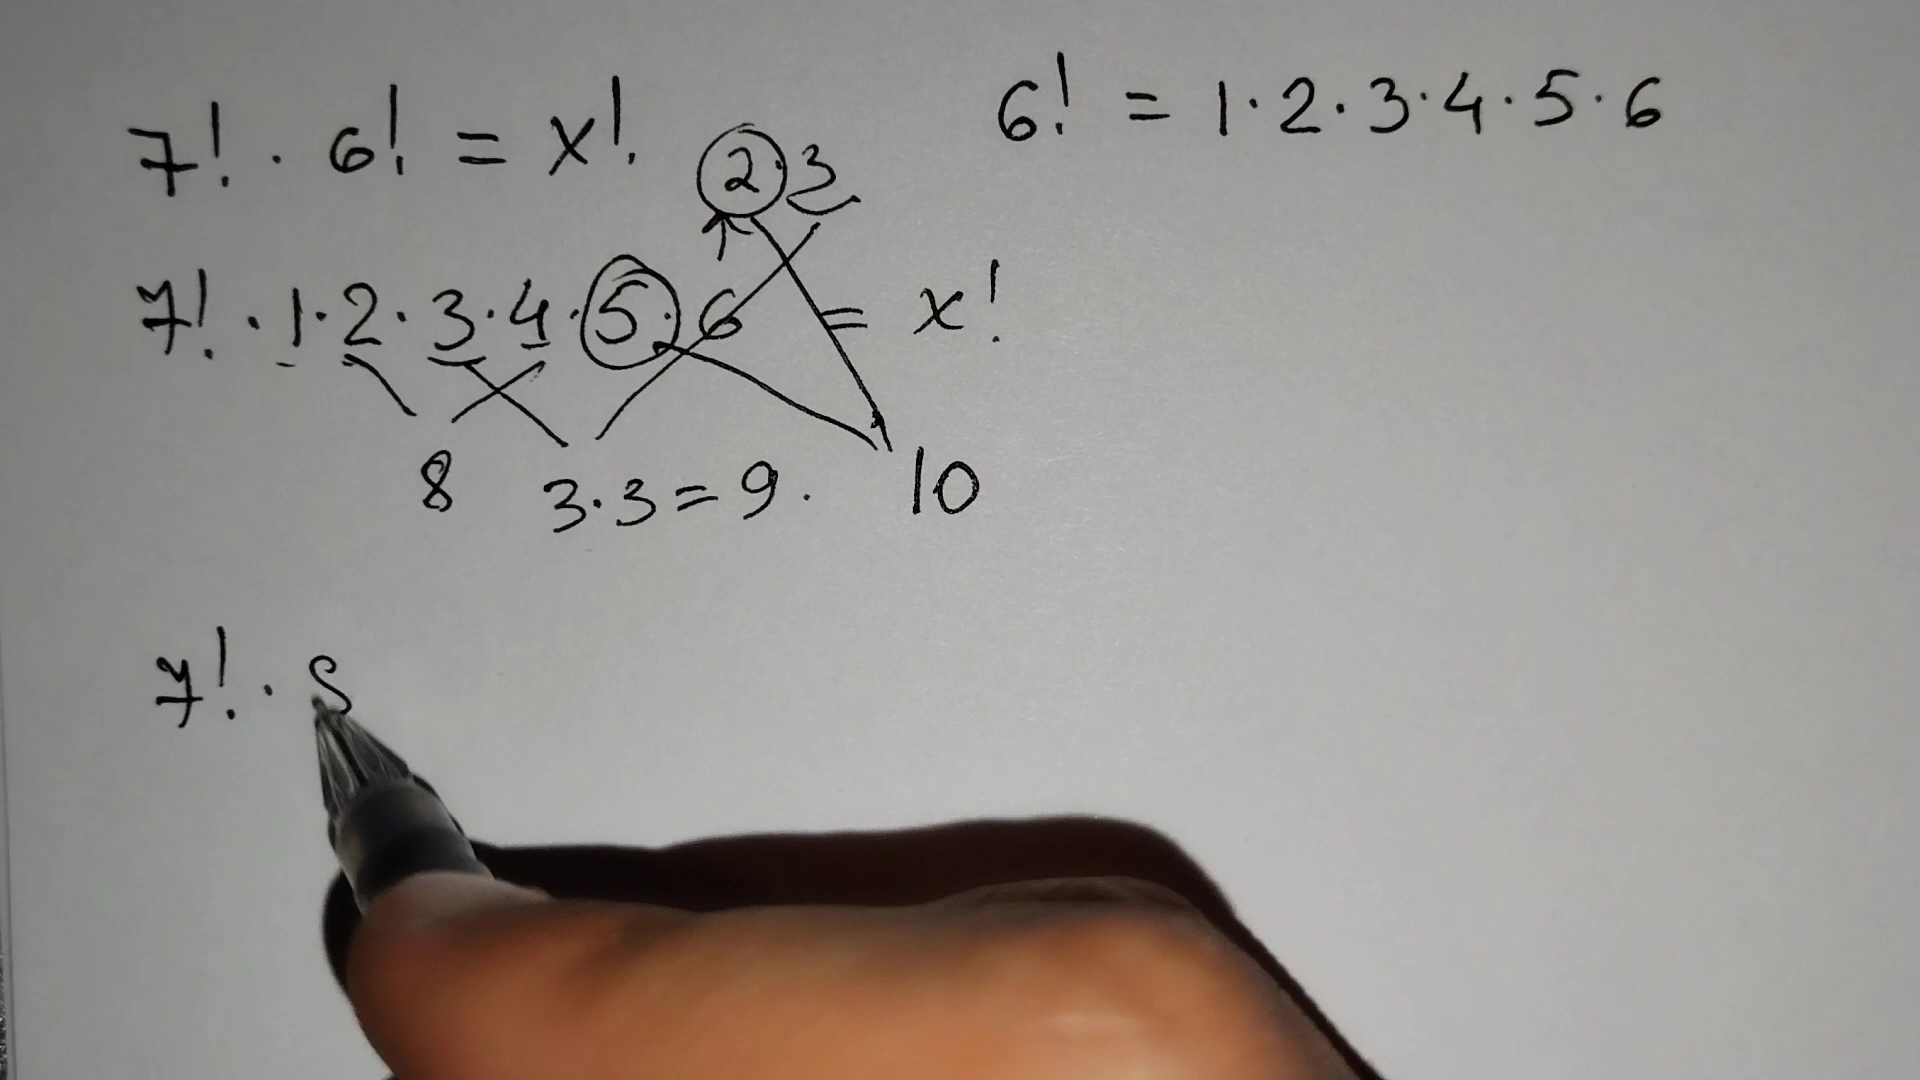 7! · 6! = x!
6! = 1·2·3·4·5·6
2·3
7! · 1·2·3·4·5·6 = x!
8 3·3=9. 10
7! ·